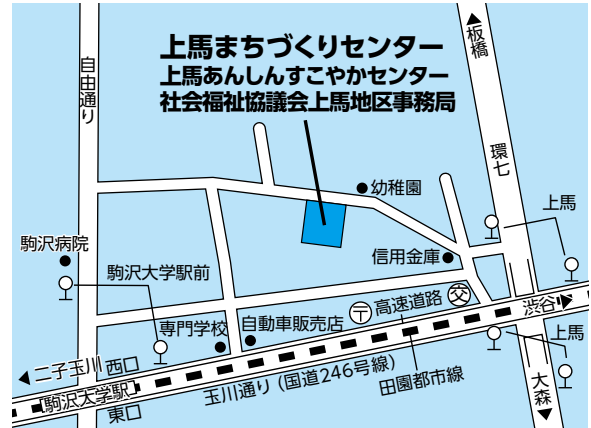 上馬まちづくりセンター
上馬あんしんすこやかセンター
社会福祉協議会上馬地区事務局
板橋
自由通り
環七
幼稚園
上馬
駒沢病院
信用金庫
駒沢大学駅前
〒
高速道路
交
渋谷
専門学校
自動車販売店
上馬
二子玉川
西口
玉川通り（国道246号線）
田園都市線
駒沢大学駅
東口
大森